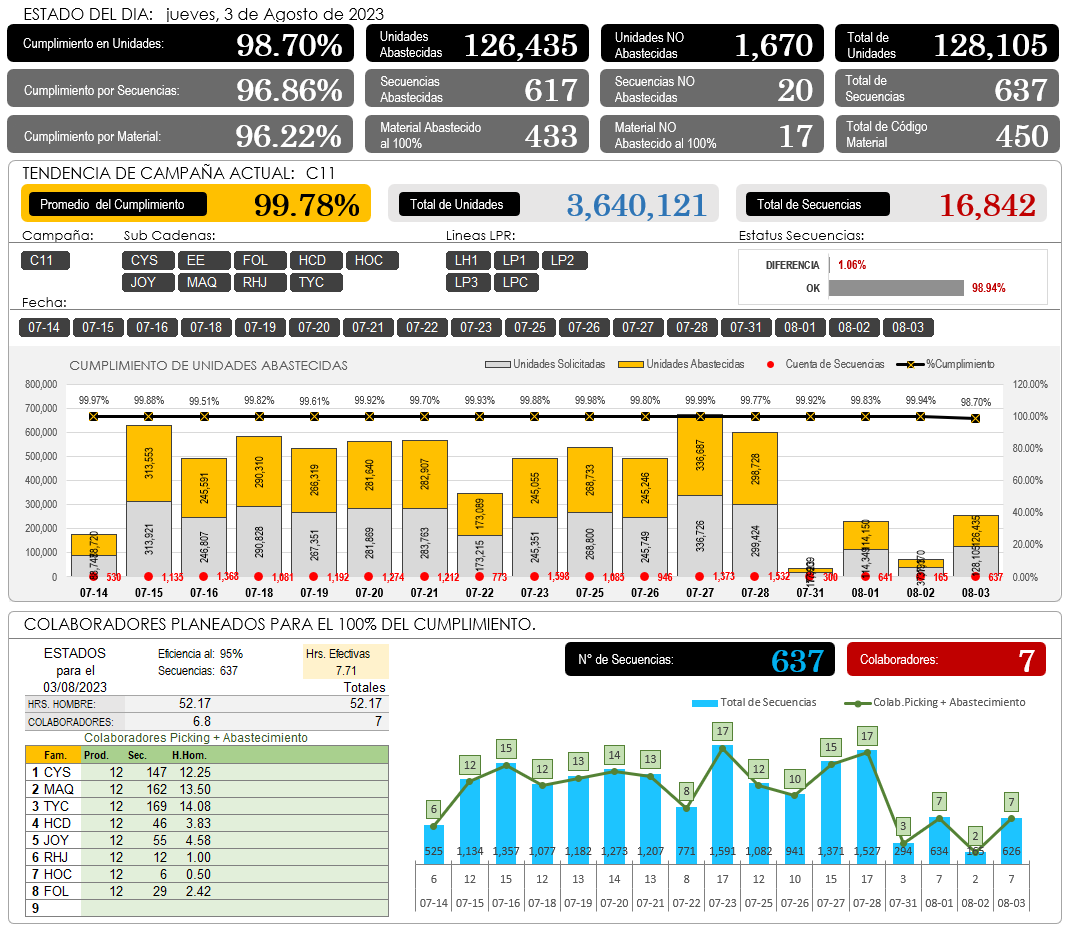 ESTADO DEL DIA: jueves, 3 de Agosto de 2023
Cumplimiento en Unidades: 98.70%
Unidades Abastecidas 126,435
Unidades NO Abastecidas 1,670
Total de Unidades 128,105
Cumplimiento por Secuencias: 96.86%
Secuencias Abastecidas 617
Secuencias NO Abastecidas 20
Total de Secuencias 637
Cumplimiento por Material: 96.22%
Material Abastecido al 100% 433
Material NO Abastecido al 100% 17
Total de Código Material 450
TENDENCIA DE CAMPAÑA ACTUAL: C11
Promedio del Cumplimiento 99.78%
Total de Unidades 3,640,121
Total de Secuencias 16,842
Campaña: Sub Cadenas: Lineas LPR: Estatus Secuencias:
C11 CYS EE FOL HCD HOC LH1 LP1 LP2
JOY MAQ RHJ TYC LP3 LPC
DIFERENCIA 1.06%
OK 98.94%
Fecha:
07-14 07-15 07-16 07-18 07-19 07-20 07-21 07-22 07-23 07-25 07-26 07-27 07-28 07-31 08-01 08-02 08-03
CUMPLIMIENTO DE UNIDADES ABASTECIDAS
Unidades Solicitadas Unidades Abastecidas Cuenta de Secuencias %Cumplimiento
800,000 120.00%
700,000 100.00%
600,000 80.00%
500,000 60.00%
400,000
300,000 40.00%
200,000
100,000 20.00%
0 0.00%
99.97% 99.88% 99.51% 99.82% 99.61% 99.92% 99.70% 99.93% 99.88% 99.98% 99.80% 99.99% 99.77% 99.92% 99.83% 99.94% 98.70%
313,553 245,591 290,310 266,319 281,640 282,907 173,089 245,055 268,733 245,246 336,687 298,728 114,150 126,435
313,921 246,807 290,828 267,351 281,869 283,763 173,215 245,351 268,800 245,749 336,726 299,424 114,349 128,105
530 1,135 1,368 1,081 1,192 1,274 1,212 773 1,598 1,085 946 1,373 1,532 300 641 165 637
07-14 07-15 07-16 07-18 07-19 07-20 07-21 07-22 07-23 07-25 07-26 07-27 07-28 07-31 08-01 08-02 08-03
COLABORADORES PLANEADOS PARA EL 100% DEL CUMPLIMIENTO.
ESTADOS Eficiencia al: 95% Hrs. Efectivas
para el Secuencias: 637 7.71
03/08/2023 Totales
HRS. HOMBRE: 52.17 52.17
COLABORADORES: 6.8 7
Colaboradores Picking + Abastecimiento
Fam. Prod. Sec. H.Hom.
1 CYS 12 147 12.25
2 MAQ 12 162 13.50
3 TYC 12 169 14.08
4 HCD 12 46 3.83
5 JOY 12 55 4.58
6 RHJ 12 12 1.00
7 HOC 12 6 0.50
8 FOL 12 29 2.42
9
N° de Secuencias: 637
Colaboradores: 7
Total de Secuencias Colab.Picking + Abastecimiento
6 12 15 12 13 14 13 8 17 12 10 15 17 3 7 2 7
525 1,134 1,357 1,077 1,182 1,273 1,207 771 1,591 1,082 941 1,371 1,527 294 634 165 626
6 12 15 12 13 14 13 8 17 12 10 15 17 3 7 2 7
07-14 07-15 07-16 07-18 07-19 07-20 07-21 07-22 07-23 07-25 07-26 07-27 07-28 07-31 08-01 08-02 08-03